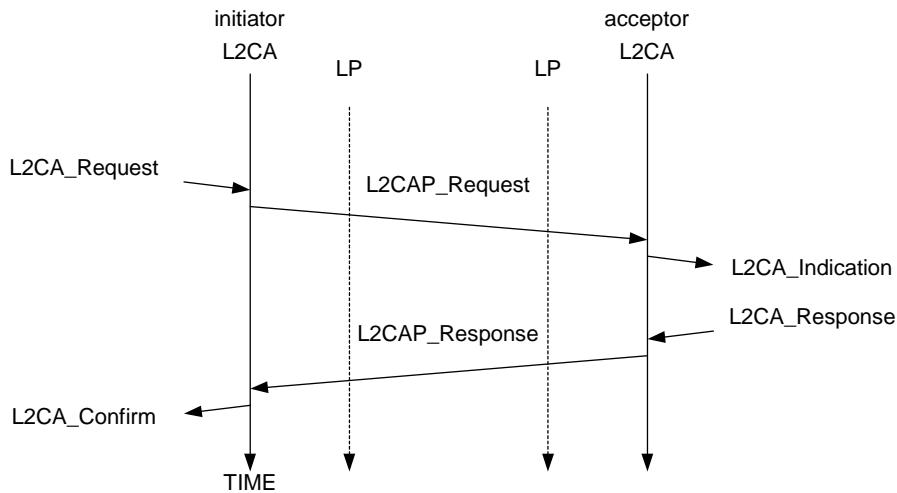 initiator
acceptor
L2CA
L2CA
LP
LP
L2CA_Request
L2CAP_Request
L2CA_Indication
L2CA_Response
L2CAP_Response
L2CA_Confirm
TIME